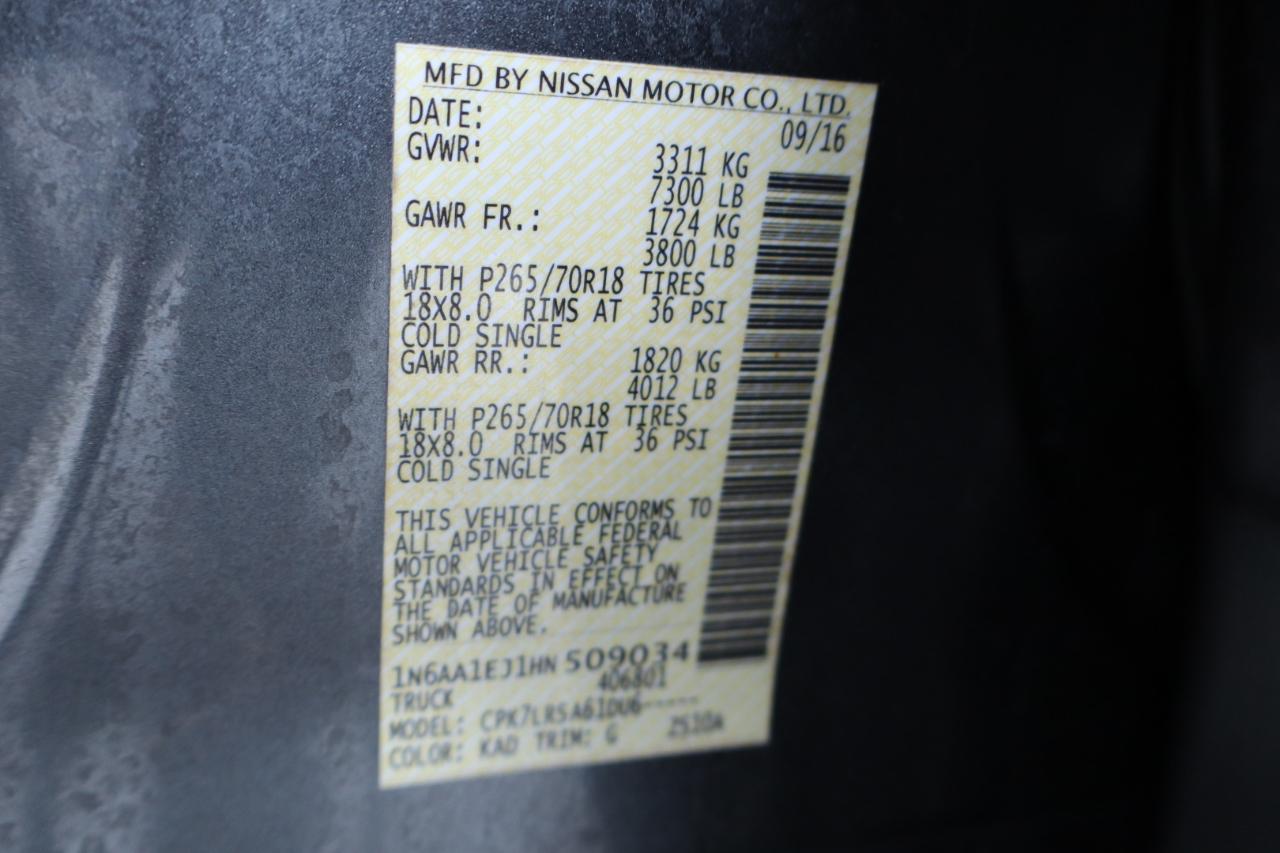 MFD BY NISSAN MOTOR CO., LTD.
DATE: 09/16
GVWR: 3311 KG
7300 LB
GAWR FR.: 1724 KG
3800 LB
WITH P265/70R18 TIRES
18X8.0 RIMS AT 36 PSI
COLD SINGLE
GAWR RR.: 1820 KG
4012 LB
WITH P265/70R18 TIRES
18X8.0 RIMS AT 36 PSI
COLD SINGLE
THIS VEHICLE CONFORMS TO
ALL APPLICABLE FEDERAL
MOTOR VEHICLE SAFETY
STANDARDS IN EFFECT ON
THE DATE OF MANUFACTURE
SHOWN ABOVE.
1N6AA1EJ1HN 509034
TRUCK 406801
MODEL:
COLOR: KAD TRIM: G